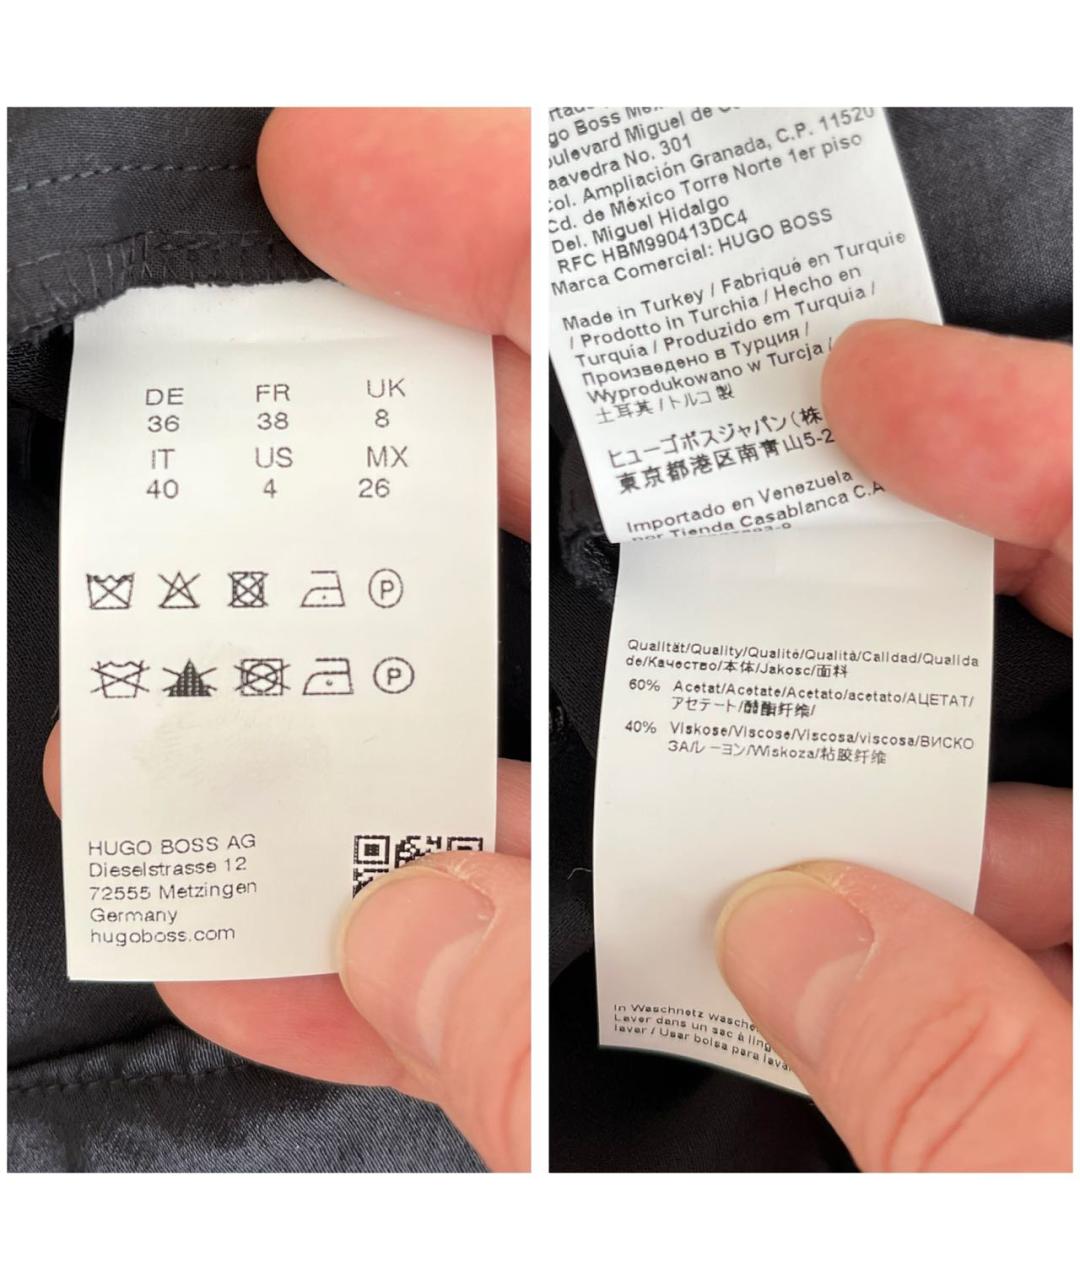 DE FR UK
36 38 8
IT US MX
40 4 26
P
P
HUGO BOSS AG
Dieselstrasse 12
72555 Metzingen
Germany
hugoboss.com
go Boss
oulevard Miguel de
aavedra No. 301
ol. Ampliación Granada, C.P. 11520
Cd. de México Torre Norte 1er piso
Del. Miguel Hidalgo
RFC HBM990413DC4
Marca Comercial: HUGO BOSS
Made in Turkey / Fabriqué en Turquie
/ Prodotto in Turchia / Hecho en
Turquía / Produzido em Turquia /
Произведено в Турции /
Wyprodukowano w Turcja /
土耳其 / トルコ製
ヒューゴボスジャパン(株
東京都港区南青山5-2
Importado en Venezuela
por Tienda Casablanca C.A
Qualität/Quality/Qualité/Qualità/Calidad/Qualida
de/Качество/本体/Jakosc/面料
60% Acetat/Acetate/Acetato/acetato/АЦЕТАТ/
アセテート/醋酯纤维/
40% Viskose/Viscose/Viscosa/viscosa/ВИСКО
ЗА/レーヨン/Wiskoza/粘胶纤维
In Waschnetz wasche
Laver dans un sac à ling
laver / Usar bolsa para lava